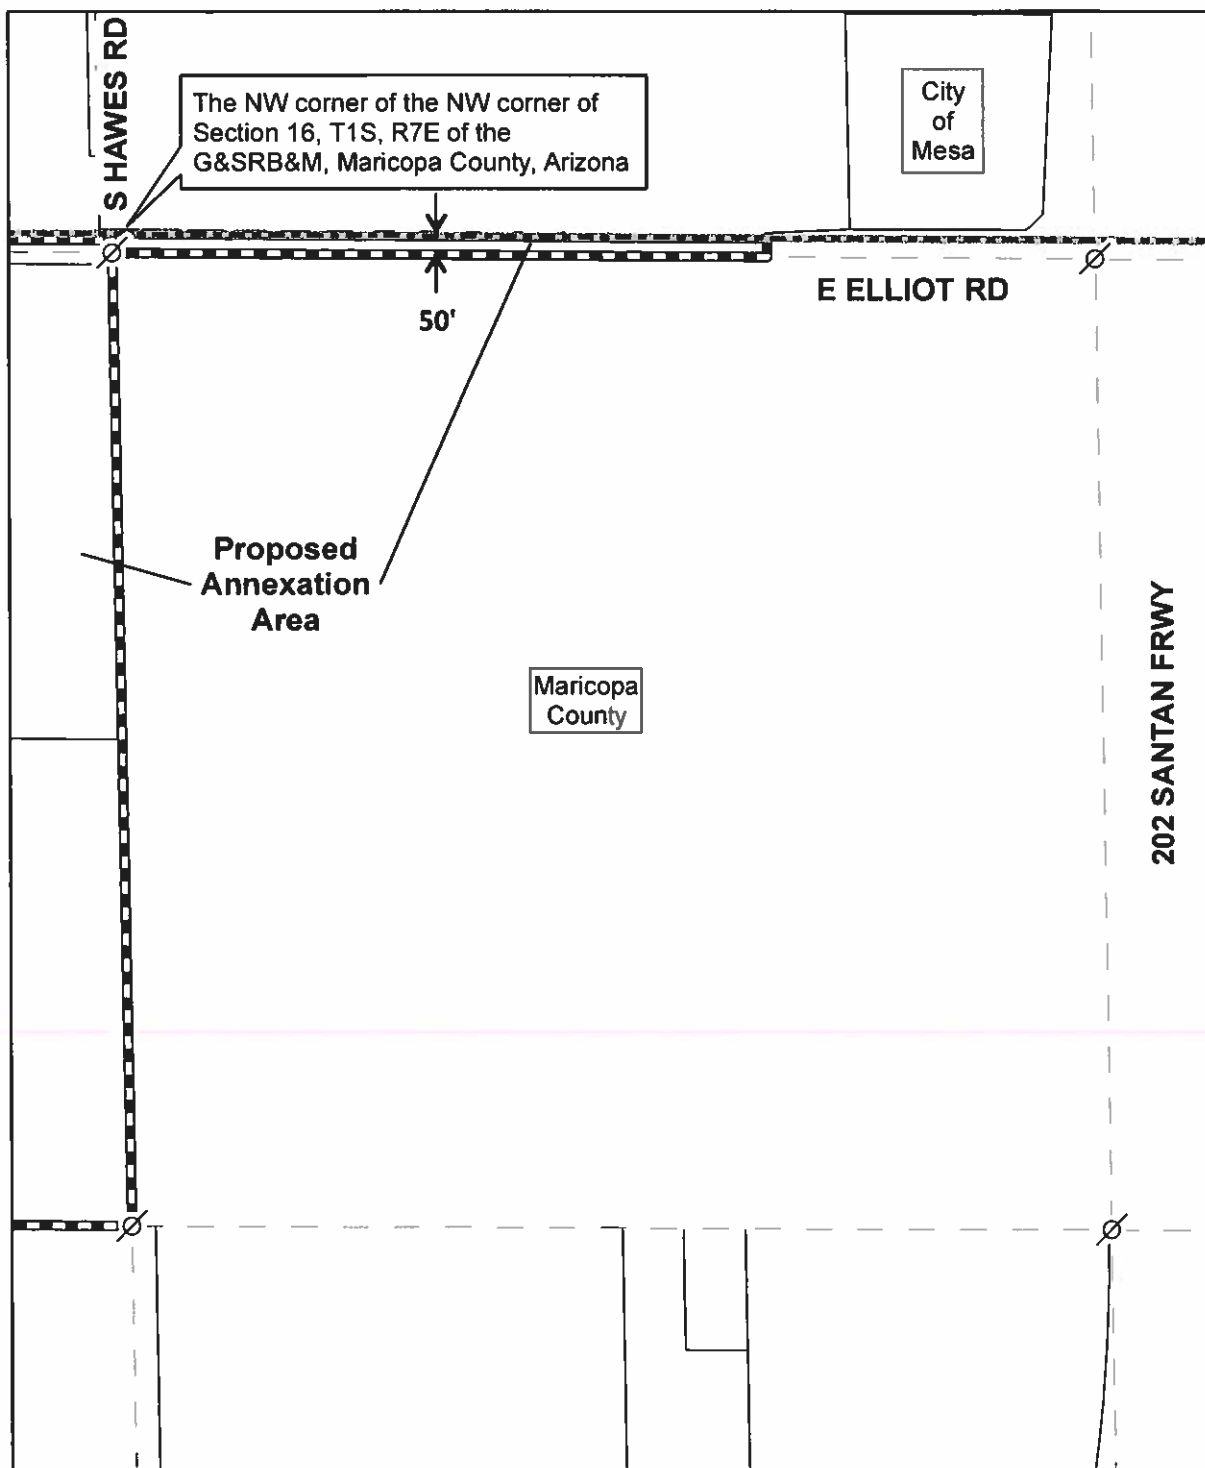 S HAWES RD
The NW corner of the NW corner of
Section 16, T1S, R7E of the
G&SRB&M, Maricopa County, Arizona
City
of
Mesa
E ELLIOT RD
50'
Proposed
Annexation
Area
Maricopa
County
202 SANTAN FRWY